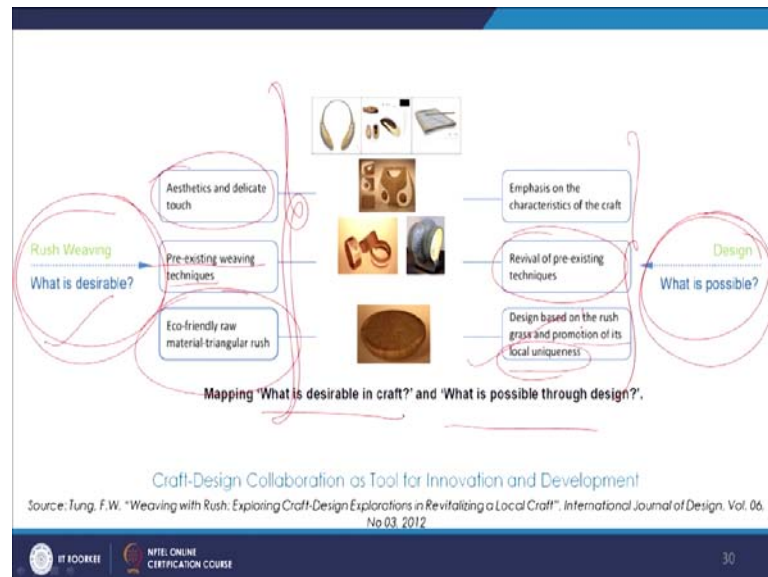 Rush Weaving
What is desirable?
Aesthetics and delicate
touch
Pre-existing weaving
techniques
Eco-friendly raw
material-triangular rush
Emphasis on the
characteristics of the craft
Revival of pre-existing
techniques
Design based on the rush
grass and promotion of its
local uniqueness
Design
What is possible?
Mapping 'What is desirable in craft?' and 'What is possible through design?'.
Craft-Design Collaboration as Tool for Innovation and Development
Source: Tung, F.W. "Weaving with Rush: Exploring Craft-Design Explorations in Revitalizing a Local Craft", International Journal of Design, Vol. 06,
No 03, 2012
IIT ROORKEE
NPTEL ONLINE
CERTIFICATION COURSE
30